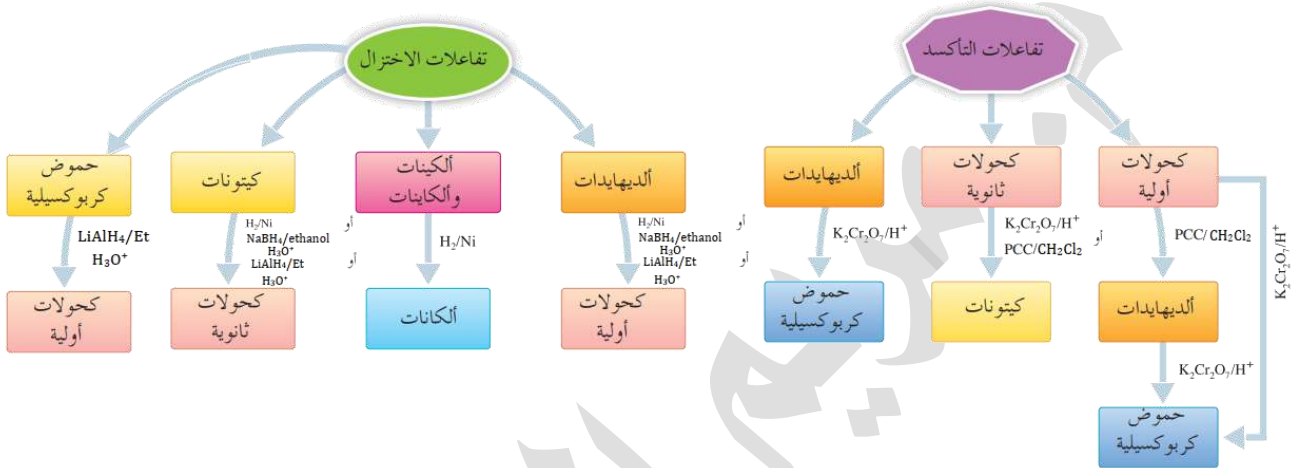 تفاعلات التأكسد
كحولات
أولية
PCC/ CH₂Cl₂
ألديهايدات
K₂Cr₂O₇/H⁺
حموض
كربوكسيلية
K₂Cr₂O₇/H⁺
كحولات
ثانوية
K₂Cr₂O₇/H⁺
أو
PCC/CH₂Cl₂
كيتونات
ألديهايدات
K₂Cr₂O₇/H⁺
حموض
كربوكسيلية
تفاعلات الاختزال
ألديهايدات
H₂/Ni
أو
NaBH₄/ethanol
H₃O⁺
أو
LiAlH₄/Et
H₃O⁺
كحولات
أولية
ألكينات
وألكاينات
H₂/Ni
ألكانات
كيتونات
H₂/Ni
أو
NaBH₄/ethanol
H₃O⁺
أو
LiAlH₄/Et
H₃O⁺
كحولات
ثانوية
حموض
كربوكسيلية
LiAlH₄/Et
H₃O⁺
كحولات
أولية